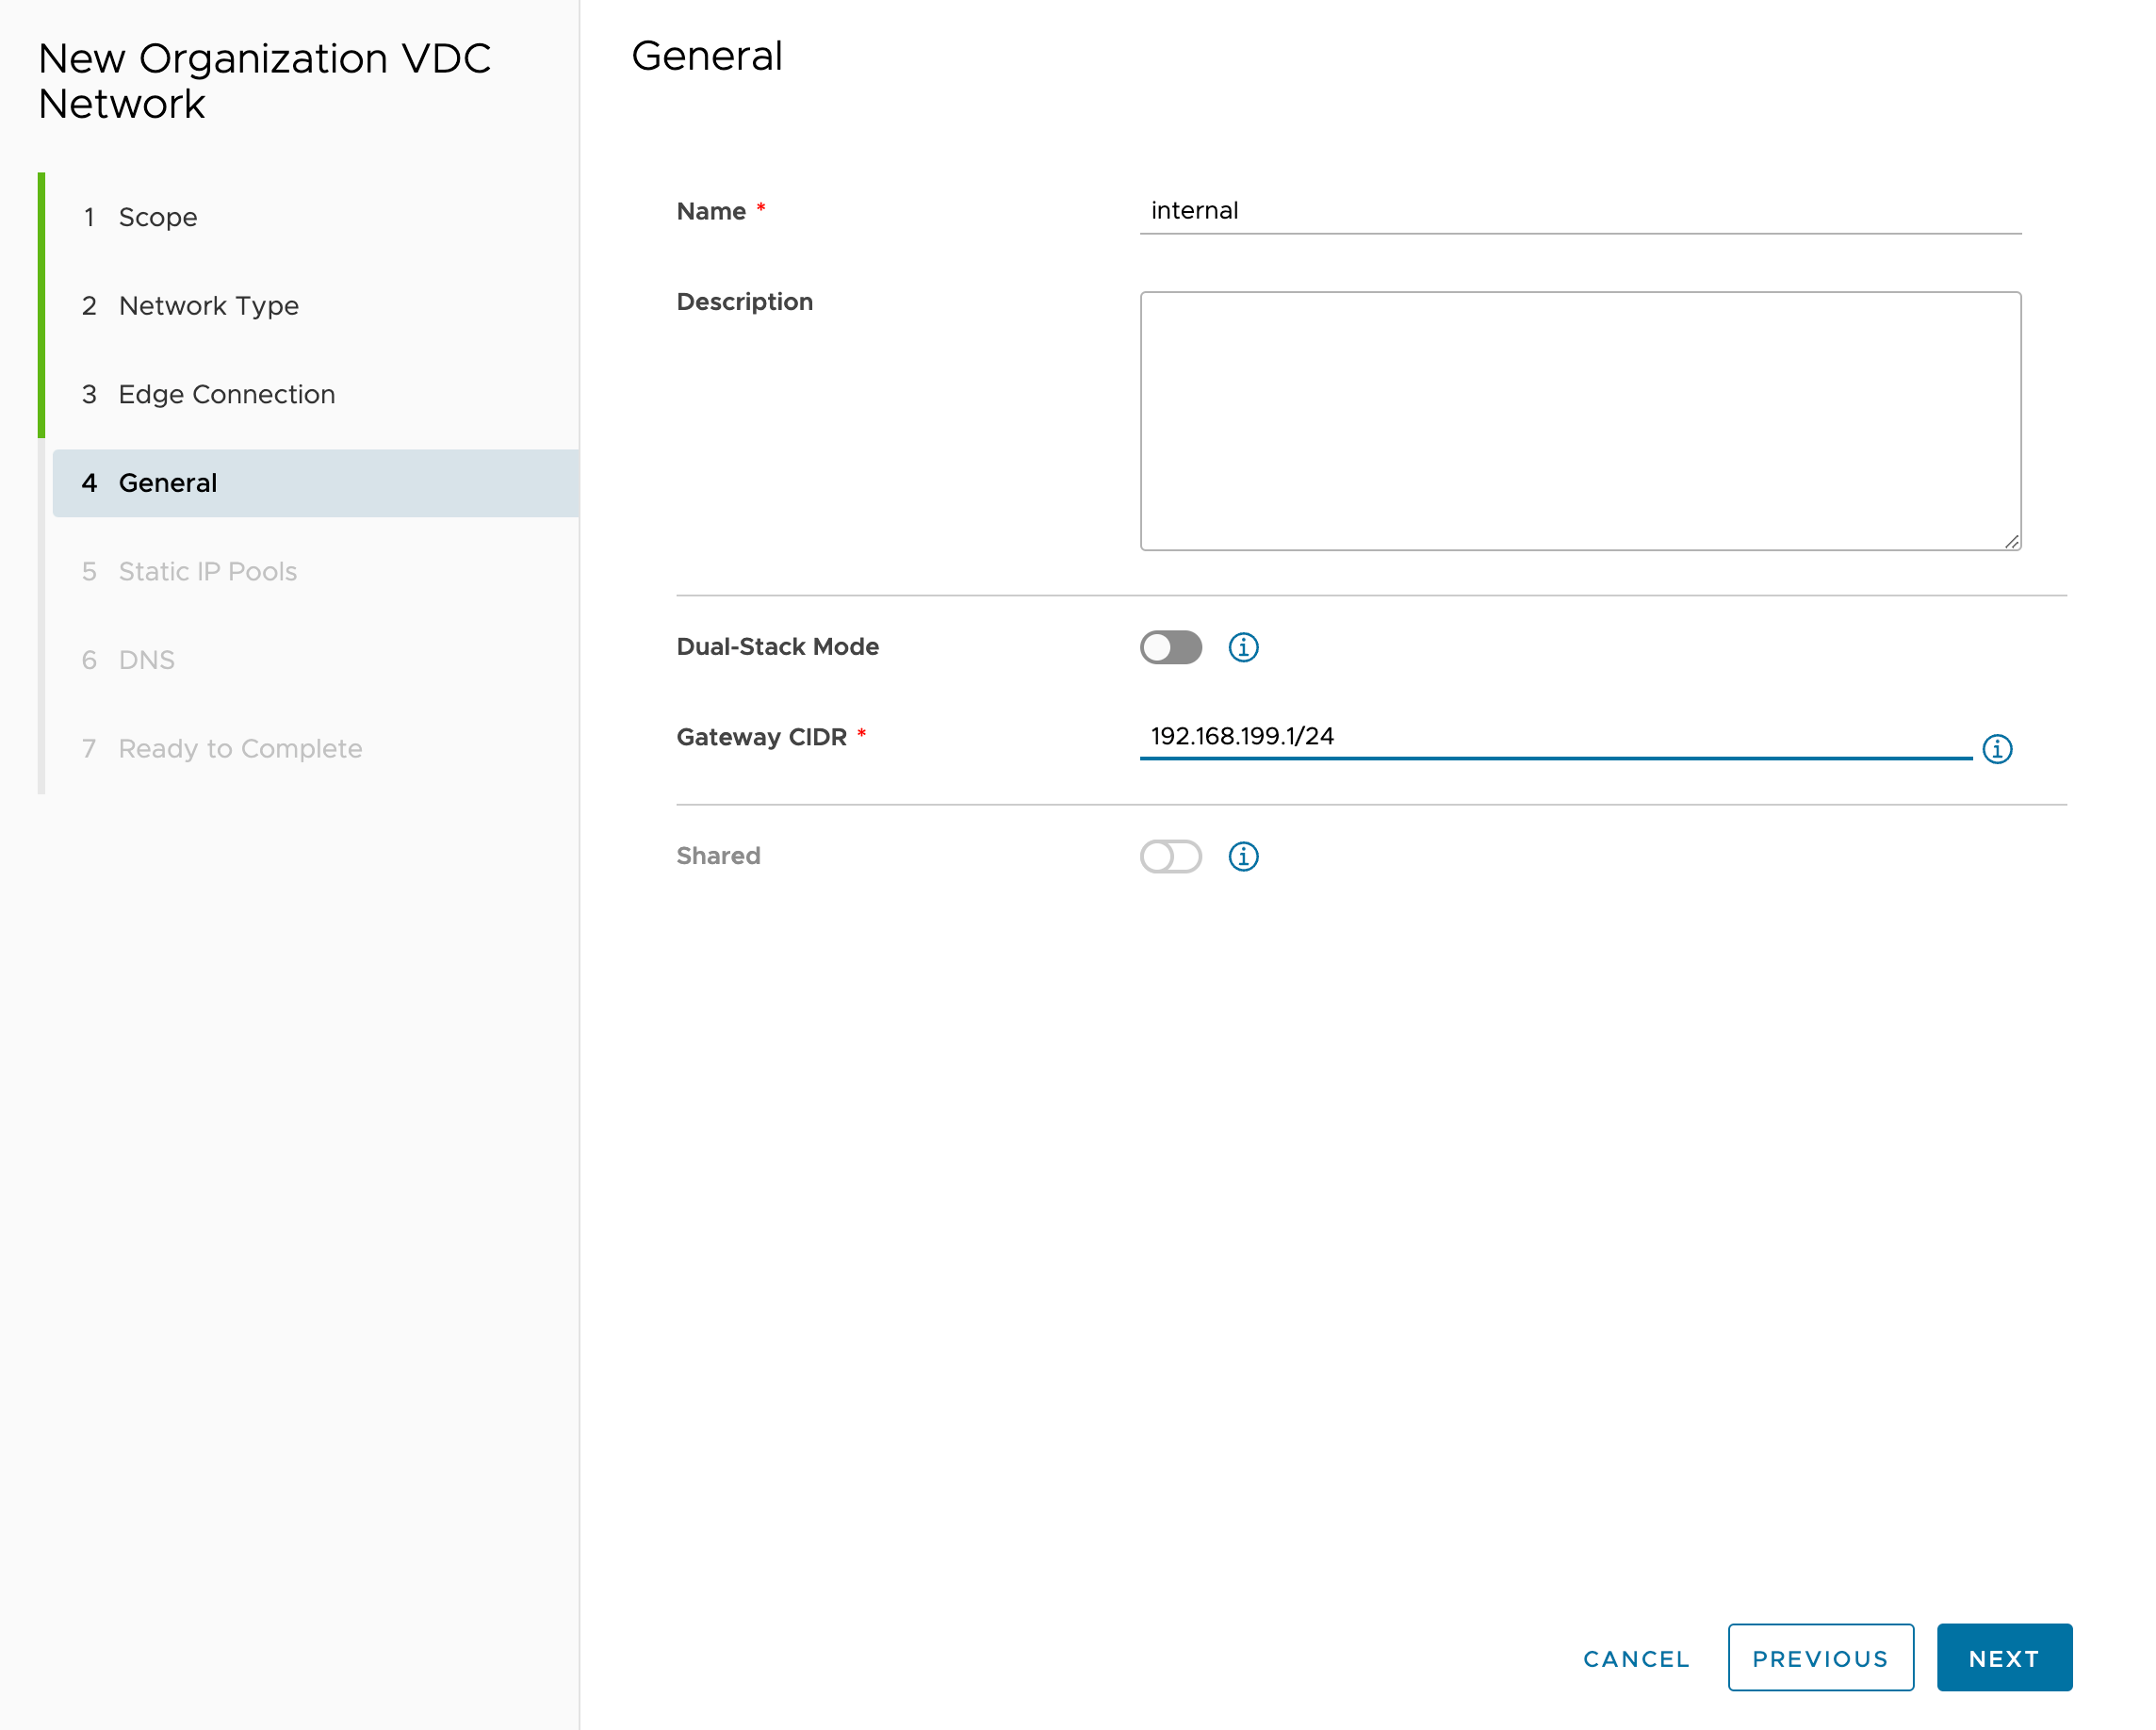 New Organization VDC
Network
1 Scope
2 Network Type
3 Edge Connection
4 General
5 Static IP Pools
6 DNS
7 Ready to Complete
General
Name *
internal
Description
Dual-Stack Mode
Gateway CIDR *
192.168.199.1/24
Shared
CANCEL
PREVIOUS
NEXT